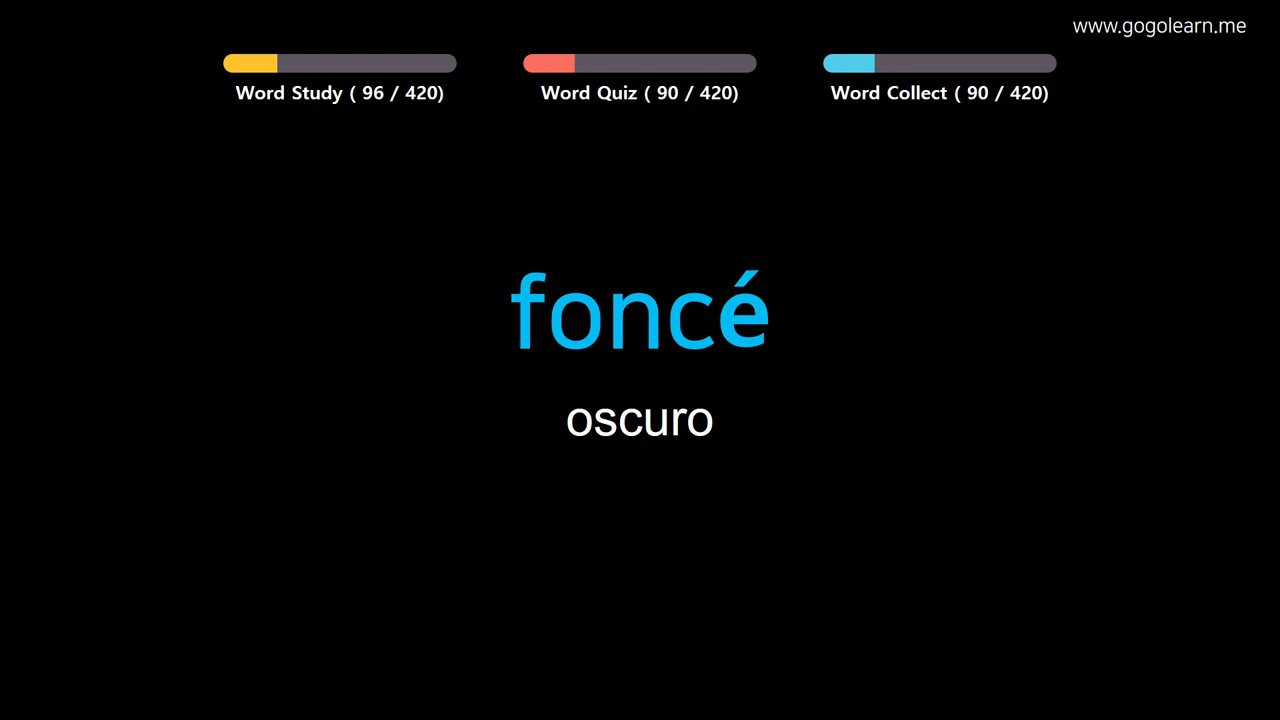 www.gogolearn.me
Word Study ( 96 / 420)
Word Quiz ( 90 / 420)
Word Collect ( 90 / 420)
foncé
oscuro